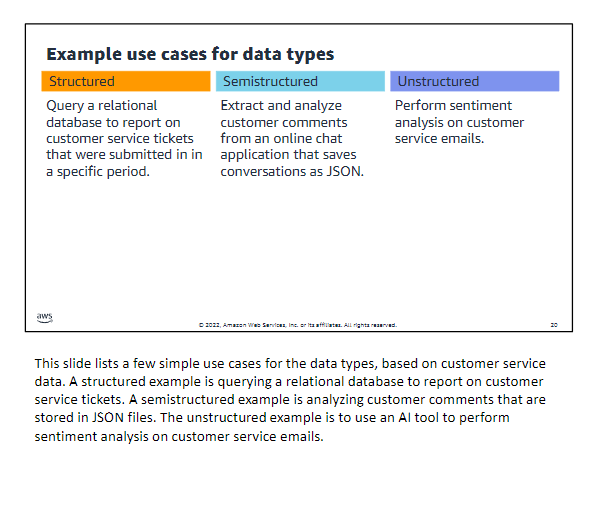 Example use cases for data types
Structured
Query a relational
database to report on
customer service tickets
that were submitted in in
a specific period.
Semistructured
Extract and analyze
customer comments
from an online chat
application that saves
conversations as JSON.
Unstructured
Perform sentiment
analysis on customer
service emails.
aws
© 2022, Amazon Web Services, Inc. or its affiliates. All rights reserved.
20
This slide lists a few simple use cases for the data types, based on customer service
data. A structured example is querying a relational database to report on customer
service tickets. A semistructured example is analyzing customer comments that are
stored in JSON files. The unstructured example is to use an AI tool to perform
sentiment analysis on customer service emails.